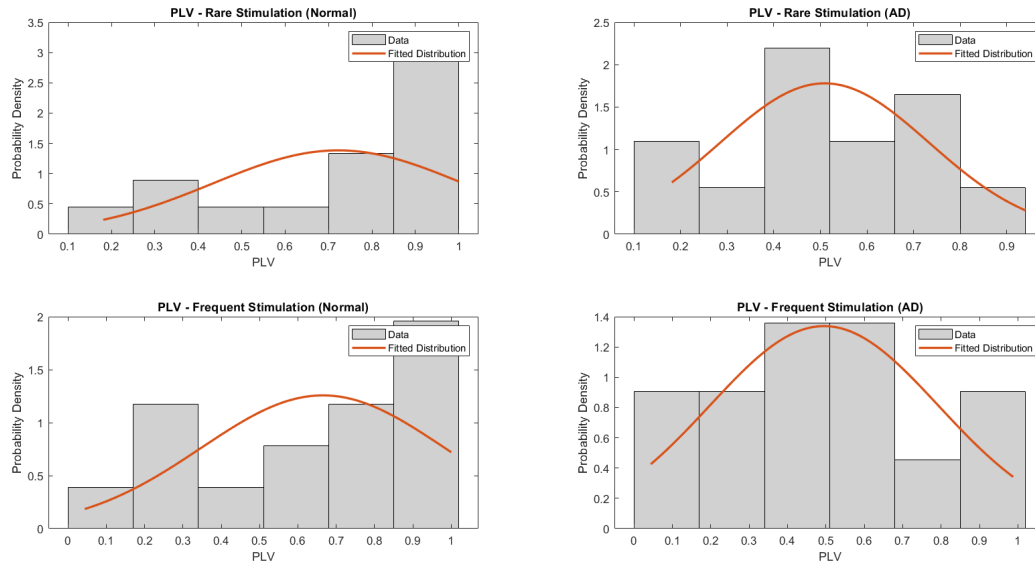 PLV - Rare Stimulation (Normal)
3.5
3
2.5
2
1.5
1
0.5
0
Probability Density
Data
Fitted Distribution
0.1 0.2 0.3 0.4 0.5 0.6 0.7 0.8 0.9 1
PLV
PLV - Rare Stimulation (AD)
2.5
2
1.5
1
0.5
0
Probability Density
Data
Fitted Distribution
0.1 0.2 0.3 0.4 0.5 0.6 0.7 0.8 0.9
PLV
PLV - Frequent Stimulation (Normal)
2
1.5
1
0.5
0
Probability Density
Data
Fitted Distribution
0 0.1 0.2 0.3 0.4 0.5 0.6 0.7 0.8 0.9 1
PLV
PLV - Frequent Stimulation (AD)
1.4
1.2
1
0.8
0.6
0.4
0.2
0
Probability Density
Data
Fitted Distribution
0 0.1 0.2 0.3 0.4 0.5 0.6 0.7 0.8 0.9 1
PLV